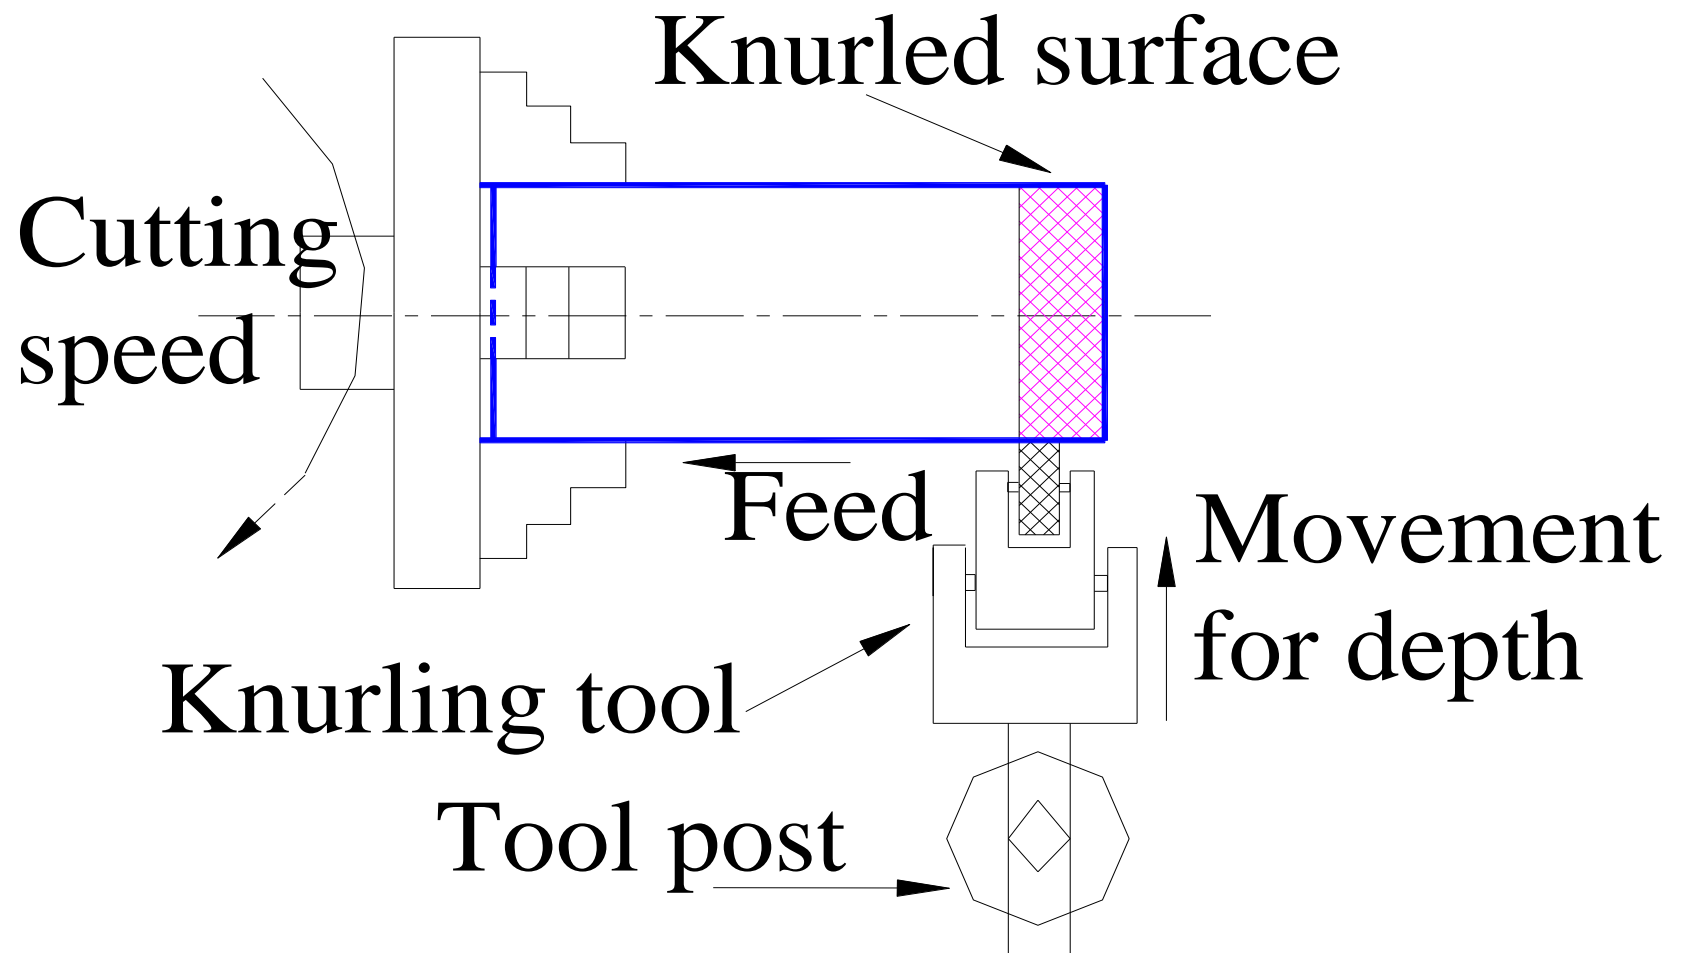 Knurled surface
Cutting
speed
Feed
Movement
for depth
Knurling tool
Tool post